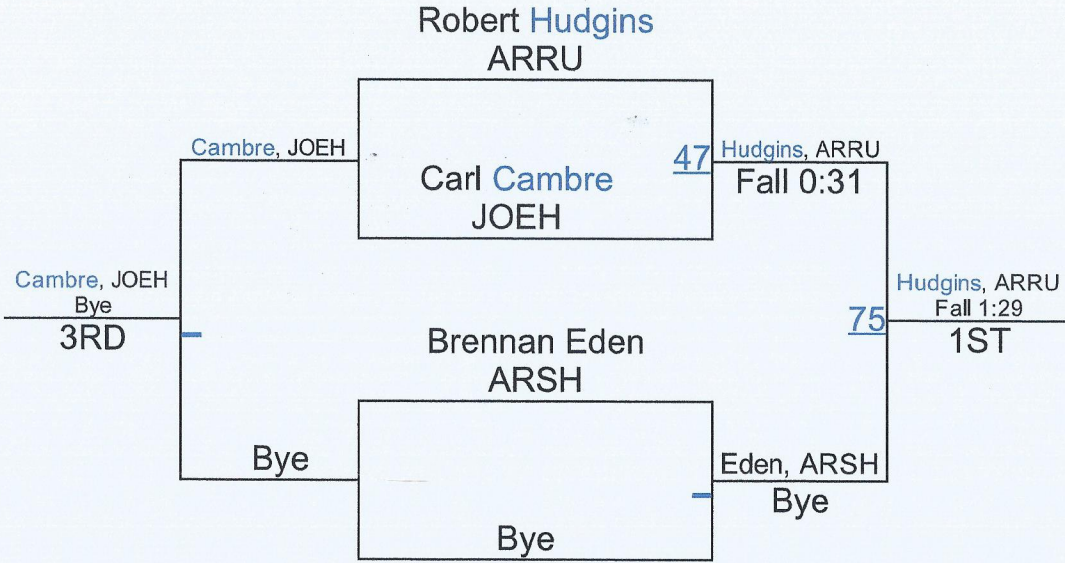 Robert Hudgins
ARRU
Cambre, JOEH
47
Hudgins, ARRU
Fall 0:31
Carl Cambre
JOEH
Cambre, JOEH
Bye
3RD
Hudgins, ARRU
Fall 1:29
1ST
75
Brennan Eden
ARSH
Bye
Eden, ARSH
Bye
Bye